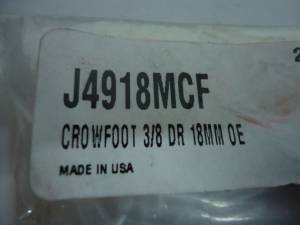 J4918MCF
CROWFOOT 3/8 DR 18MM OE
MADE IN USA